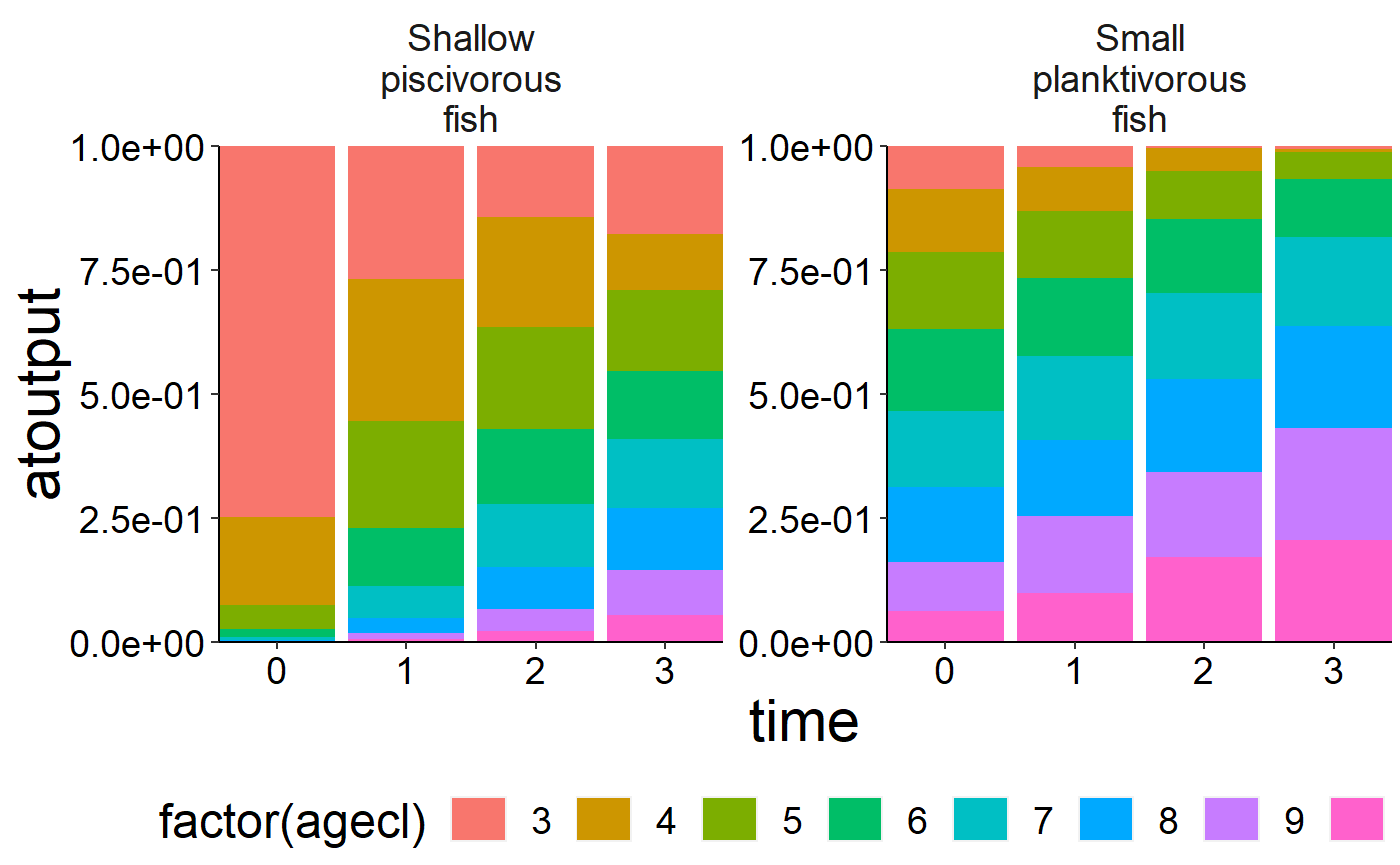 Shallow
piscivorous
fish
Small
planktivorous
fish
1.0e+00
7.5e-01
5.0e-01
2.5e-01
0.0e+00
1.0e+00
7.5e-01
5.0e-01
2.5e-01
0.0e+00
atoutput
0 1 2 3
0 1 2 3
time
factor(agecl) 3 4 5 6 7 8 9